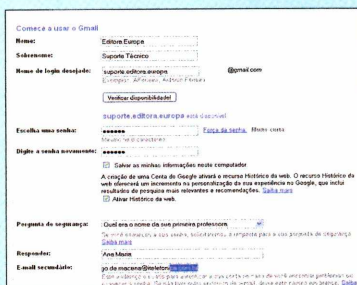 Comece a usar o Gmail
Nome: Editora Europa
Sobrenome: Suporte Técnico
Nome de login desejado: suporte.editora.europa @gmail.com
Verificar disponibilidade!
suporte.editora.europa está disponível
Escolha uma senha: Força da senha: Muito curta
Digite a senha novamente:
Salvar as minhas informações neste computador.
A criação de uma Conta do Google ativará o recurso Histórico da web. O recurso Histórico da
web oferecerá um incremento na personalização da sua experiência no Google, que inclui
resultados de pesquisa mais relevantes e recomendações. Saiba mais
Ativar Histórico da web.
Pergunta de segurança: Qual era o nome da sua primeira professora
Saiba mais
Responder: Ana Maria
E-mail secundário: